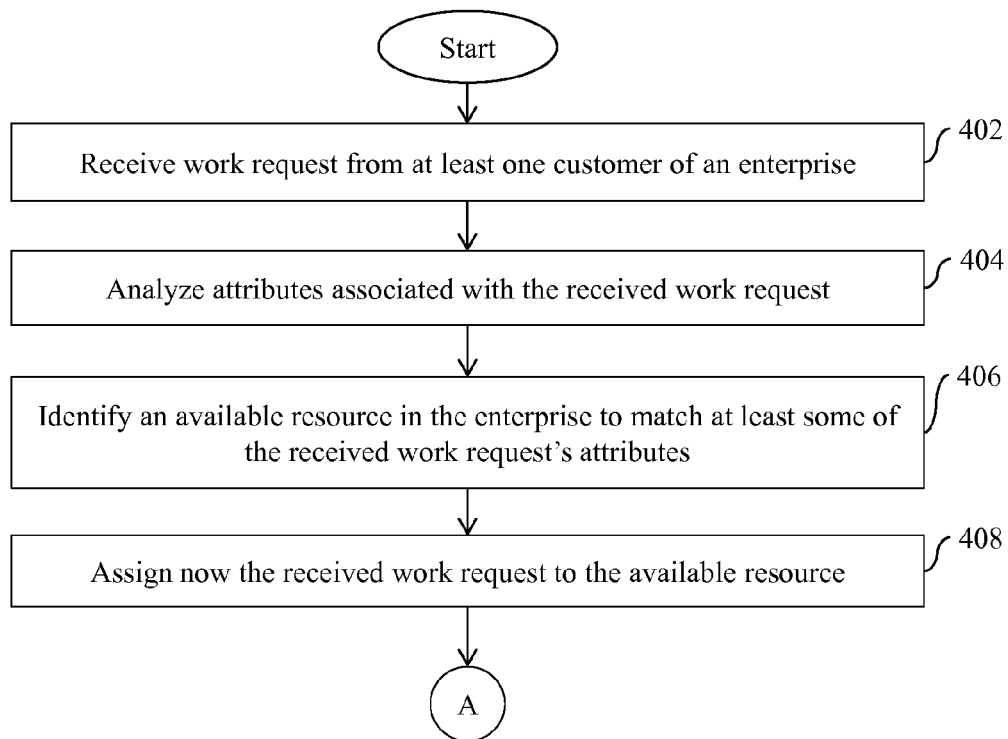 Start
402
Receive work request from at least one customer of an enterprise
404
Analyze attributes associated with the received work request
406
Identify an available resource in the enterprise to match at least some of
the received work request's attributes
408
Assign now the received work request to the available resource
A